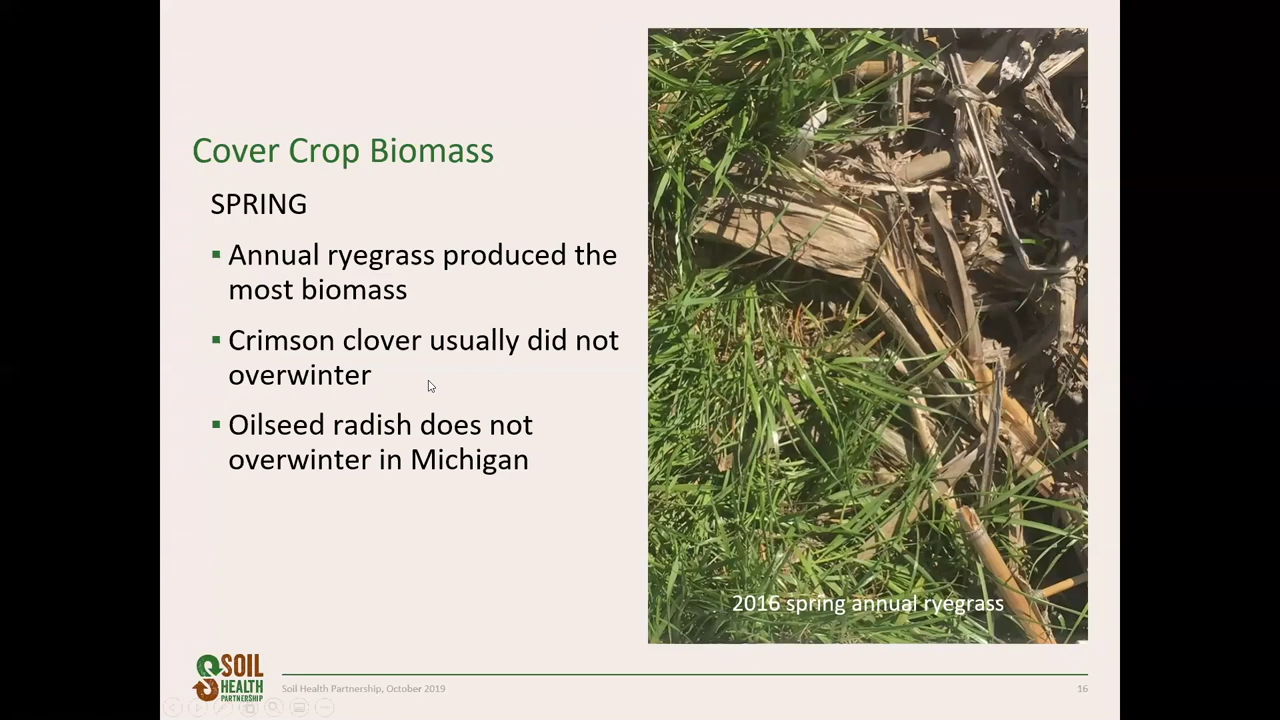 Cover Crop Biomass
SPRING
▪ Annual ryegrass produced the
most biomass
▪ Crimson clover usually did not
overwinter
▪ Oilseed radish does not
overwinter in Michigan
2016 spring annual ryegrass
SOIL
HEALTH
PARTNERSHIP
Soil Health Partnership, October 2019
16